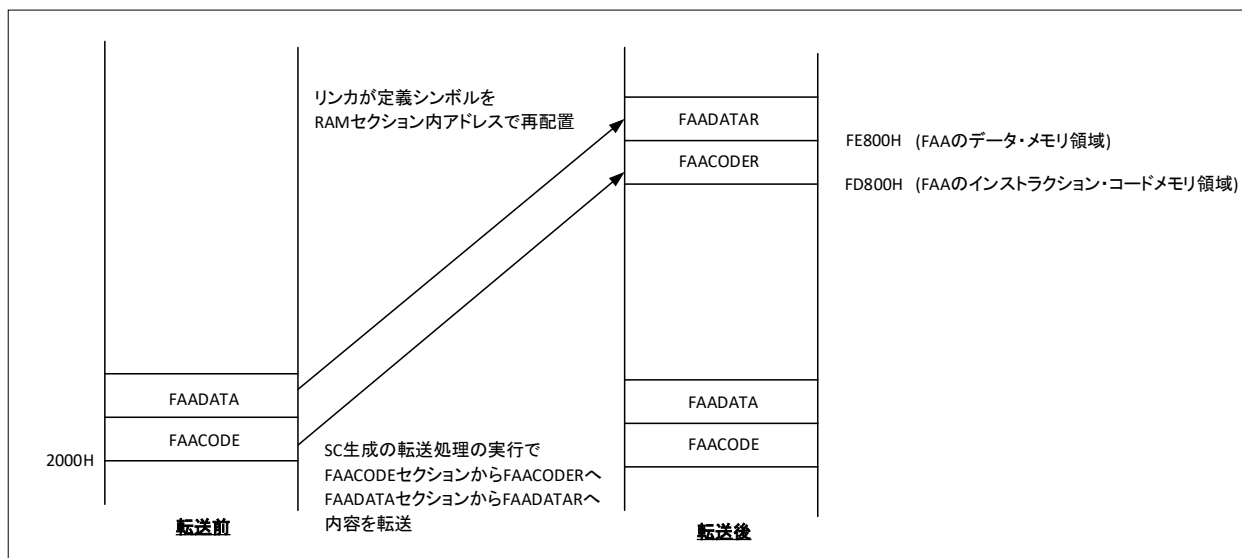 リンカが定義シンボルを
RAMセクション内アドレスで再配置
FAADATAR
FAACODER
FE800H (FAAのデータ・メモリ領域)
FD800H (FAAのインストラクション・コードメモリ領域)
FAADATA
FAACODE
2000H
SC生成の転送処理の実行で
FAACODEセクションからFAACODERへ
FAADATAセクションからFAADATARへ
内容を転送
FAADATA
FAACODE
転送前
転送後